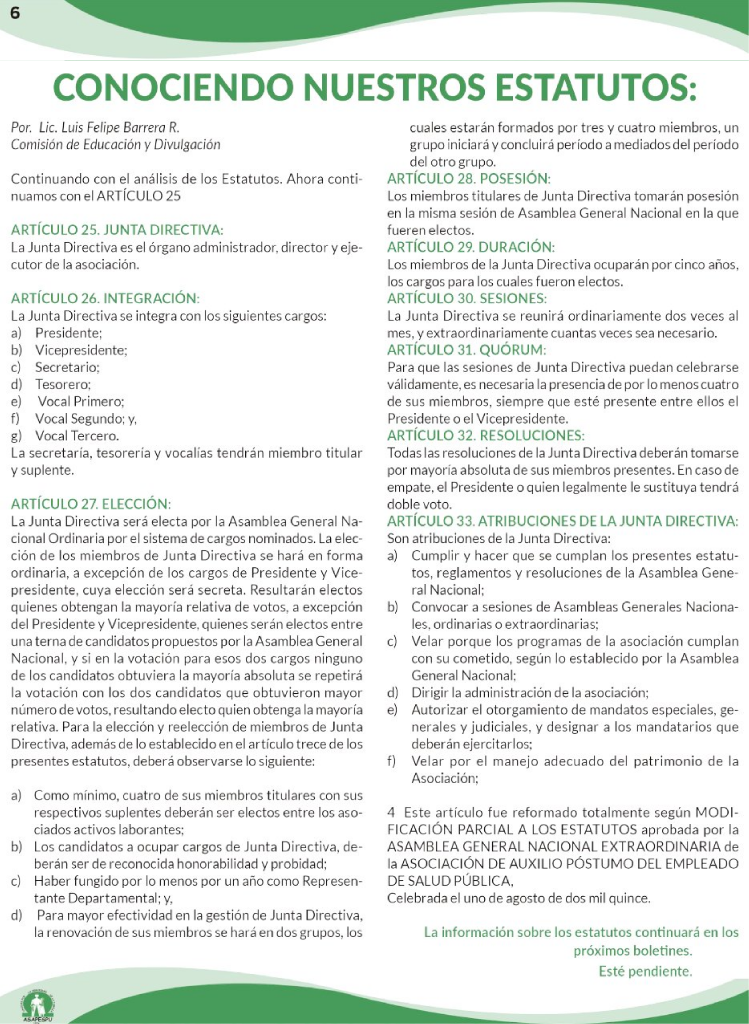 6
CONOCIENDO NUESTROS ESTATUTOS:
Por. Lic. Luis Felipe Barrera R.
Comisión de Educación y Divulgación
Continuando con el análisis de los Estatutos. Ahora conti-
nuamos con el ARTÍCULO 25
ARTÍCULO 25. JUNTA DIRECTIVA:
La Junta Directiva es el órgano administrador, director y eje-
cutor de la asociación.
ARTÍCULO 26. INTEGRACIÓN:
La Junta Directiva se integra con los siguientes cargos:
a) Presidente;
b) Vicepresidente;
c) Secretario;
d) Tesorero;
e) Vocal Primero;
f) Vocal Segundo; y,
g) Vocal Tercero.
La secretaría, tesorería y vocalías tendrán miembro titular
y suplente.
ARTÍCULO 27. ELECCIÓN:
La Junta Directiva será electa por la Asamblea General Na-
cional Ordinaria por el sistema de cargos nominados. La elec-
ción de los miembros de Junta Directiva se hará en forma
ordinaria, a excepción de los cargos de Presidente y Vice-
presidente, cuya elección será secreta. Resultarán electos
quienes obtengan la mayoría relativa de votos, a excepción
del Presidente y Vicepresidente, quienes serán electos entre
una terna de candidatos propuestos por la Asamblea General
Nacional, y si en la votación para esos dos cargos ninguno
de los candidatos obtuviera la mayoría absoluta se repetirá
la votación con los dos candidatos que obtuvieron mayor
número de votos, resultando electo quien obtenga la mayoría
relativa. Para la elección y reelección de miembros de Junta
Directiva, además de lo establecido en el artículo trece de los
presentes estatutos, deberá observarse lo siguiente:
a) Como mínimo, cuatro de sus miembros titulares con sus
respectivos suplentes deberán ser electos entre los aso-
ciados activos laborantes;
b) Los candidatos a ocupar cargos de Junta Directiva, de-
berán ser de reconocida honorabilidad y probidad;
c) Haber fungido por lo menos por un año como Represen-
tante Departamental; y,
d) Para mayor efectividad en la gestión de Junta Directiva,
la renovación de sus miembros se hará en dos grupos, los
cuales estarán formados por tres y cuatro miembros, un
grupo iniciará y concluirá período a mediados del período
del otro grupo.
ARTÍCULO 28. POSESIÓN:
Los miembros titulares de Junta Directiva tomarán posesión
en la misma sesión de Asamblea General Nacional en la que
fueren electos.
ARTÍCULO 29. DURACIÓN:
Los miembros de la Junta Directiva ocuparán por cinco años,
los cargos para los cuales fueron electos.
ARTÍCULO 30. SESIONES:
La Junta Directiva se reunirá ordinariamente dos veces al
mes, y extraordinariamente cuantas veces sea necesario.
ARTÍCULO 31. QUÓRUM:
Para que las sesiones de Junta Directiva puedan celebrarse
válidamente, es necesaria la presencia de por lo menos cuatro
de sus miembros, siempre que esté presente entre ellos el
Presidente o el Vicepresidente.
ARTÍCULO 32. RESOLUCIONES:
Todas las resoluciones de la Junta Directiva deberán tomarse
por mayoría absoluta de sus miembros presentes. En caso de
empate, el Presidente o quien legalmente le sustituya tendrá
doble voto.
ARTÍCULO 33. ATRIBUCIONES DE LA JUNTA DIRECTIVA:
Son atribuciones de la Junta Directiva:
a) Cumplir y hacer que se cumplan los presentes estatu-
tos, reglamentos y resoluciones de la Asamblea Gene-
ral Nacional;
b) Convocar a sesiones de Asambleas Generales Naciona-
les, ordinarias o extraordinarias;
c) Velar porque los programas de la asociación cumplan
con su cometido, según lo establecido por la Asamblea
General Nacional;
d) Dirigir la administración de la asociación;
e) Autorizar el otorgamiento de mandatos especiales, ge-
nerales y judiciales, y designar a los mandatarios que
deberán ejercitarlos;
f) Velar por el manejo adecuado del patrimonio de la
Asociación;
4 Este artículo fue reformado totalmente según MODI-
FICACIÓN PARCIAL A LOS ESTATUTOS aprobada por la
ASAMBLEA GENERAL NACIONAL EXTRAORDINARIA de
la ASOCIACIÓN DE AUXILIO PÓSTUMO DEL EMPLEADO
DE SALUD PÚBLICA,
Celebrada el uno de agosto de dos mil quince.
La información sobre los estatutos continuará en los
próximos boletines.
Esté pendiente.